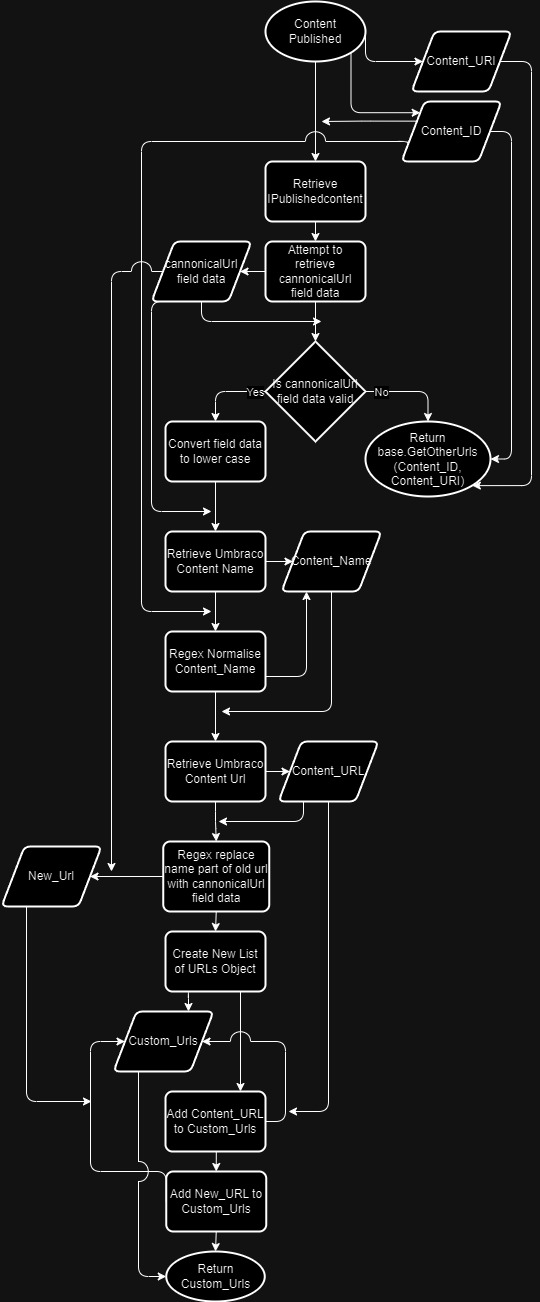 Content
Published
Content_URI
Content_ID
Retrieve
IPublishedcontent
Attempt to
retrieve
cannonicalUrl
field data
cannonicalUrl
field data
Is cannonicalUrl
field data valid
Yes
No
Return
base.GetOtherUrls
(Content_ID,
Content_URI)
Convert field data
to lower case
Retrieve Umbraco
Content Name
Content_Name
Regex Normalise
Content_Name
Retrieve Umbraco
Content Url
Content_URL
Regex replace
name part of old url
with cannonicalUrl
field data
New_Url
Create New List
of URLs Object
Custom_Urls
Add Content_URL
to Custom_Urls
Add New_URL to
Custom_Urls
Return
Custom_Urls